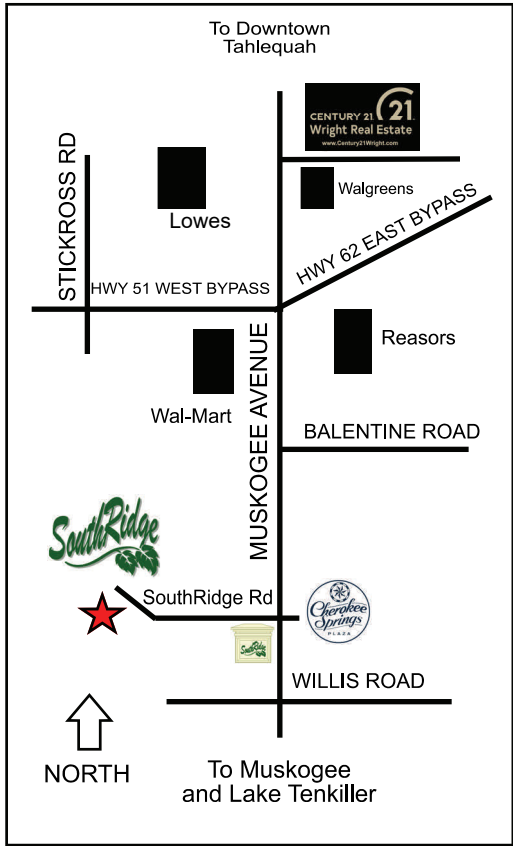 To Downtown
Tahlequah
CENTURY 21
21
Wright Real Estate
www.Century21Wright.com
STICKROSS RD
Walgreens
Lowes
HWY 62 EAST BYPASS
HWY 51 WEST BYPASS
MUSKOGEE AVENUE
Reasors
Wal-Mart
BALENTINE ROAD
SouthRidge
SouthRidge Rd
Cherokee
Springs
PLAZA
SouthRidge
WILLIS ROAD
NORTH
To Muskogee
and Lake Tenkiller